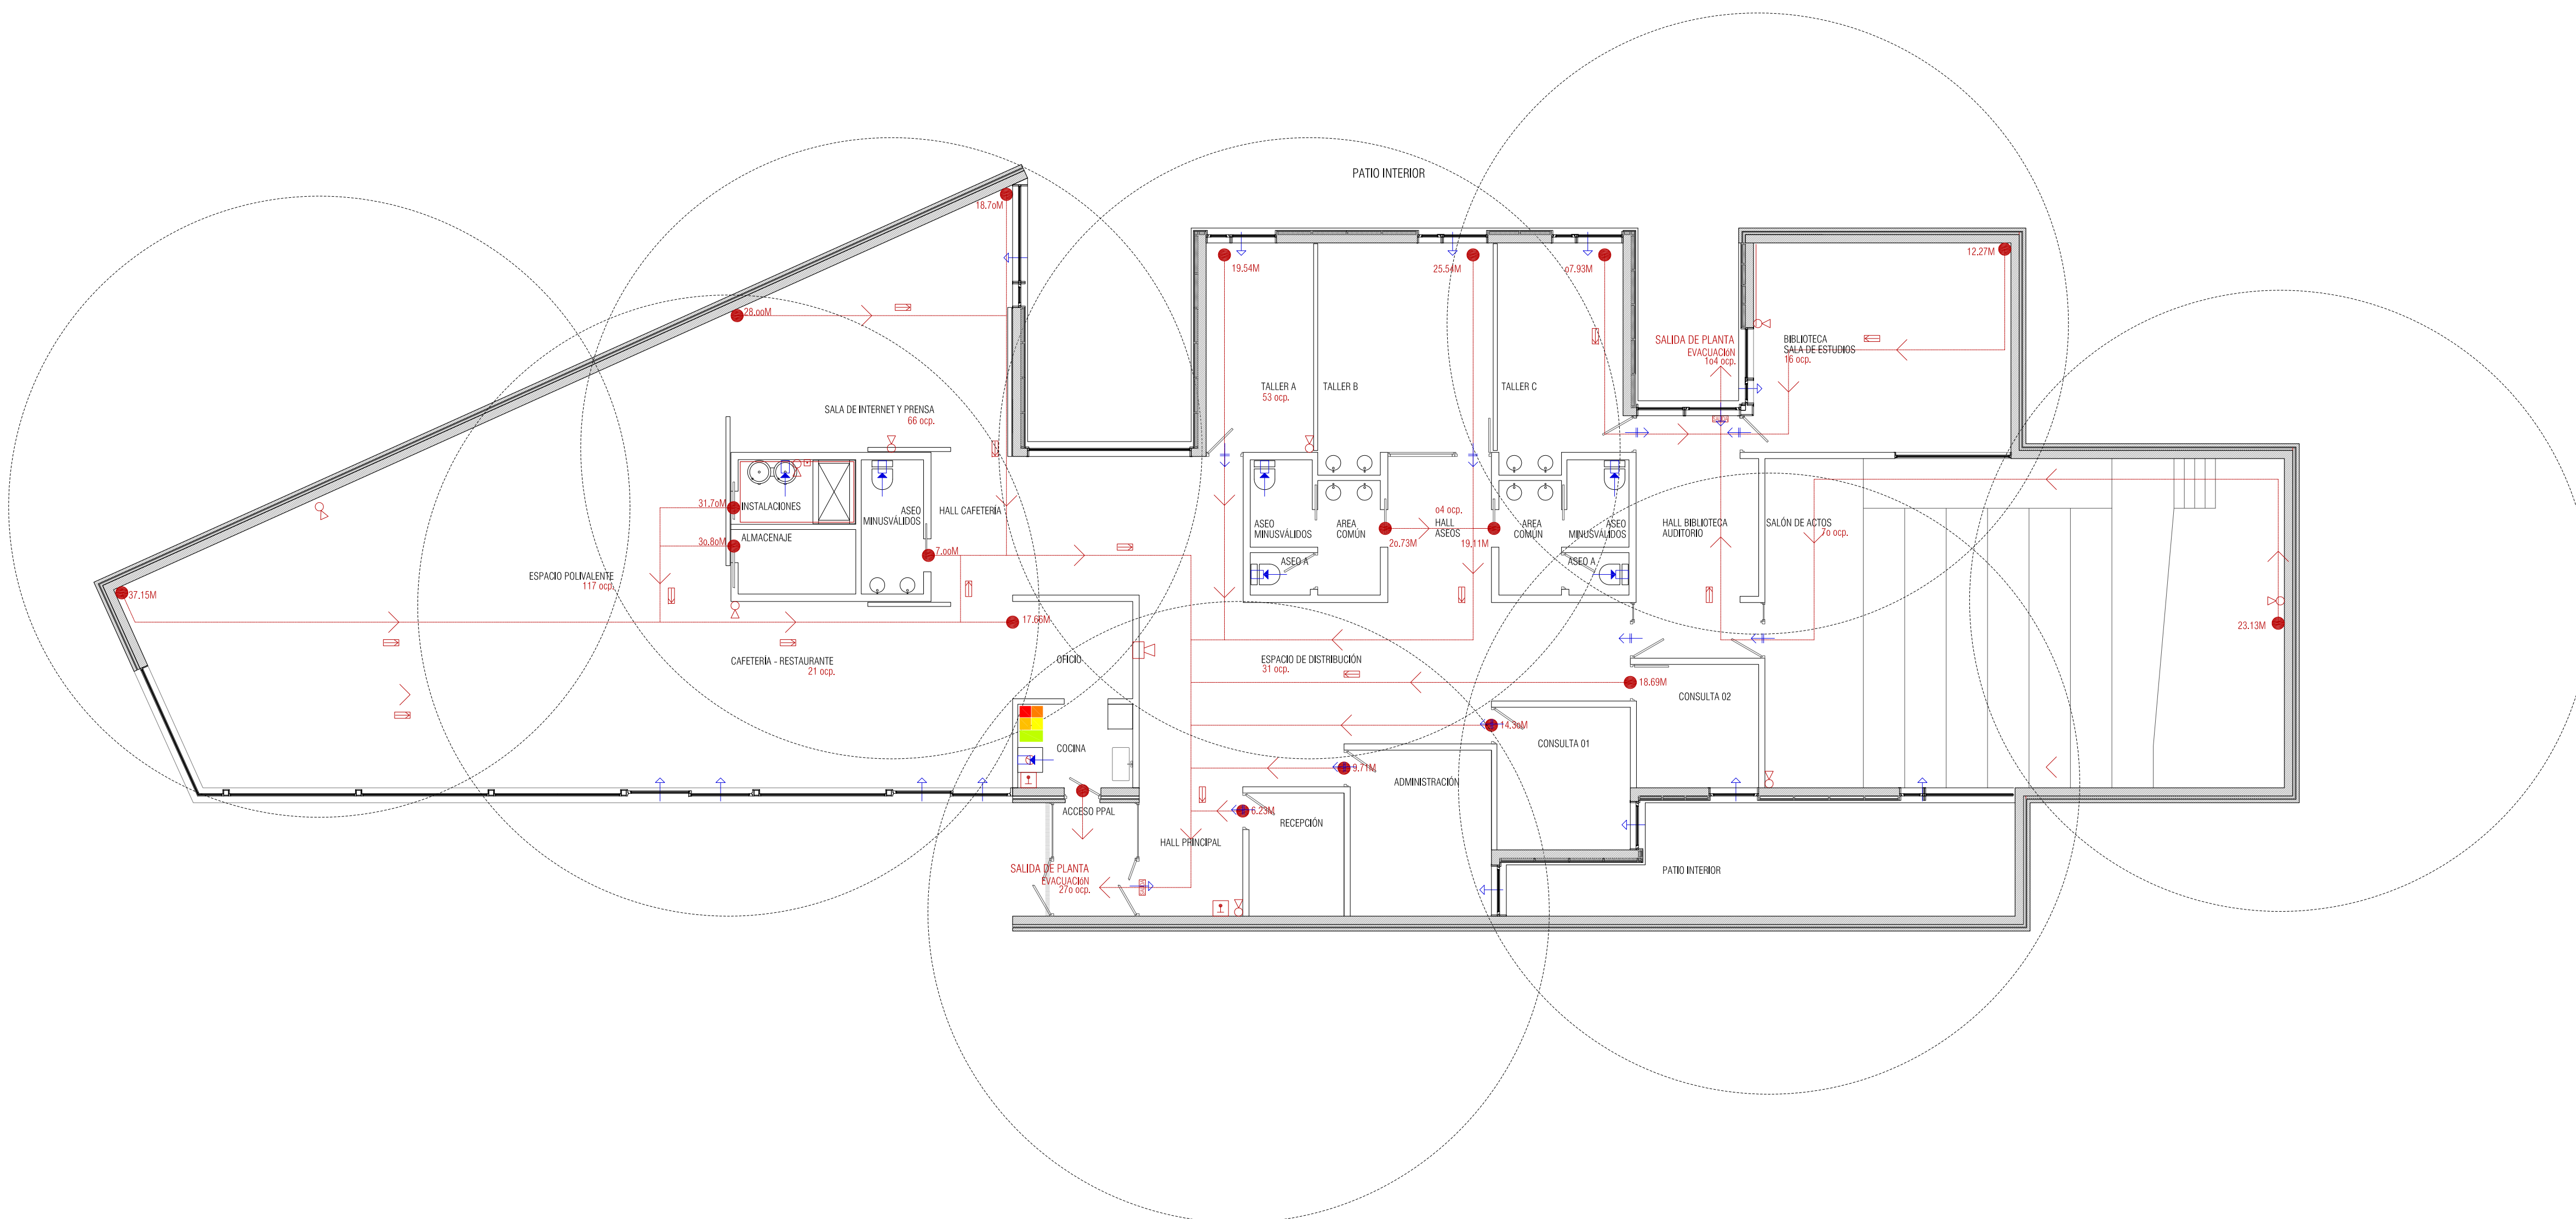 PATIO INTERIOR
18.7oM
28.ooM
19.54M
25.54M
o7.93M
12.27M
SALIDA DE PLANTA
EVACUACIóN
1o4 ocp.
BIBLIOTECA
SALA DE ESTUDIOS
16 ocp.
TALLER A
53 ocp.
TALLER B
TALLER C
SALA DE INTERNET Y PRENSA
66 ocp.
31.7oM
INSTALACIONES
ASEO
MINUSVÁLIDOS
HALL CAFETERÍA
3o.8oM
ALMACENAJE
7.ooM
ASEO
MINUSVÁLIDOS
AREA
COMÚN
2o.73M
o4 ocp.
HALL
ASEOS
19.11M
AREA
COMÚN
ASEO
MINUSVÁLIDOS
ASEO A
ASEO A
HALL BIBLIOTECA
AUDITORIO
SALÓN DE ACTOS
7o ocp.
ESPACIO POLIVALENTE
117 ocp.
37.15M
17.66M
23.13M
CAFETERÍA - RESTAURANTE
21 ocp.
OFICIO
ESPACIO DE DISTRIBUCIÓN
31 ocp.
18.69M
CONSULTA 02
14.3oM
CONSULTA 01
COCINA
9.71M
ADMINISTRACIÓN
ACCESO PPAL
6.23M
RECEPCIÓN
HALL PRINCIPAL
SALIDA DE PLANTA
EVACUACIóN
27o ocp.
PATIO INTERIOR